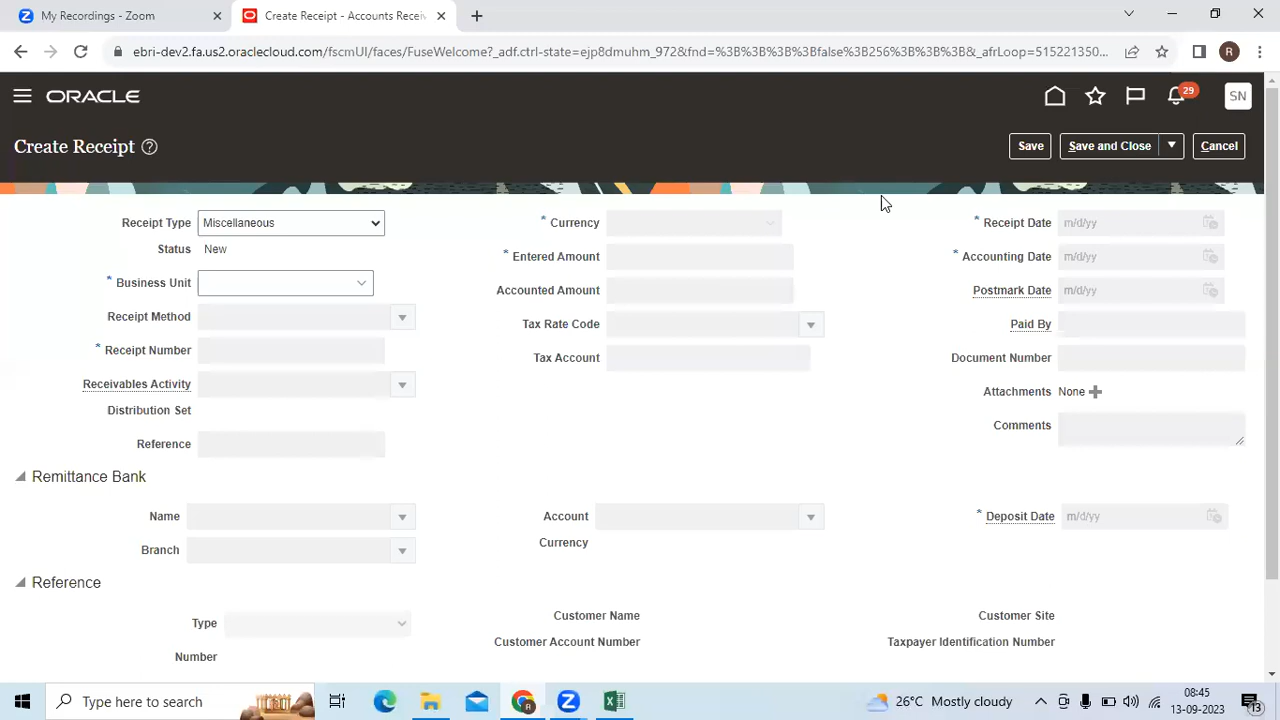 My Recordings - Zoom
Create Receipt - Accounts Receiv
ebri-dev2.fa.us2.oraclecloud.com/fscmUI/faces/FuseWelcome?_adf.ctrl-state=ejp8dmuhm_972&fnd=%3B%3B%3B%3Bfalse%3B256%3B%3B%3B&_afrLoop=515221350...
R
ORACLE
29
SN
Create Receipt ?
Save
Save and Close
Cancel
Receipt Type Miscellaneous
* Currency
* Receipt Date m/d/yy
Status New
* Entered Amount
* Accounting Date m/d/yy
* Business Unit
Accounted Amount
Postmark Date m/d/yy
Receipt Method
Tax Rate Code
Paid By
* Receipt Number
Tax Account
Document Number
Receivables Activity
Attachments None
Distribution Set
Comments
Reference
Remittance Bank
Name
Account
* Deposit Date m/d/yy
Branch
Currency
Reference
Type
Customer Name
Customer Site
Customer Account Number
Taxpayer Identification Number
Number
Type here to search
26°C Mostly cloudy
08:45
13-09-2023
13